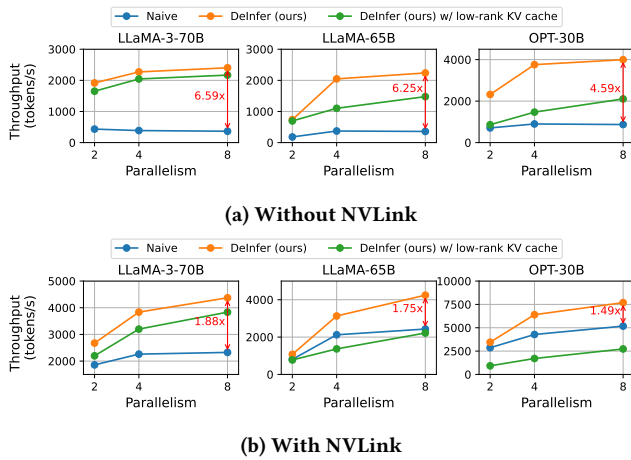 Naive DeInfer (ours) DeInfer (ours) w/ low-rank KV cache
LLaMA-3-70B LLaMA-65B OPT-30B
Throughput
(tokens/s)
3000
2000
1000
0
6.59x
2 4 8
Parallelism
3000
2000
1000
0
6.25x
2 4 8
Parallelism
4000
2000
0
4.59x
2 4 8
Parallelism
(a) Without NVLink
Naive DeInfer (ours) DeInfer (ours) w/ low-rank KV cache
LLaMA-3-70B LLaMA-65B OPT-30B
Throughput
(tokens/s)
5000
4000
3000
2000
1.88x
2 4 8
Parallelism
4000
2000
0
1.75x
2 4 8
Parallelism
10000
7500
5000
2500
0
1.49x
2 4 8
Parallelism
(b) With NVLink